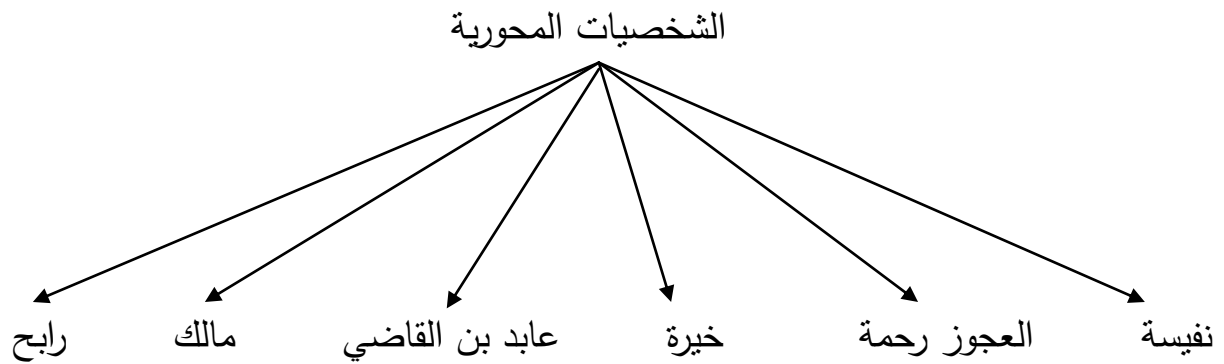 الشخصيات المحورية
نفيسة العجوز رحمة خيرة عابد بن القاضي مالك رابح